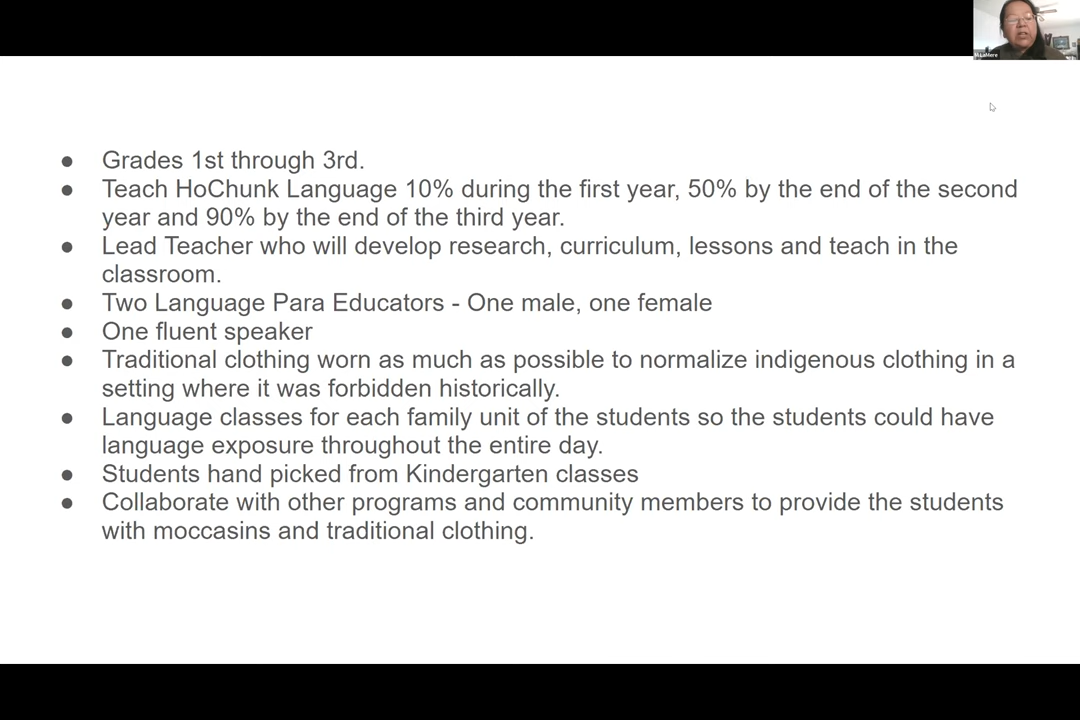 ● Grades 1st through 3rd.
● Teach HoChunk Language 10% during the first year, 50% by the end of the second
year and 90% by the end of the third year.
● Lead Teacher who will develop research, curriculum, lessons and teach in the
classroom.
● Two Language Para Educators - One male, one female
● One fluent speaker
● Traditional clothing worn as much as possible to normalize indigenous clothing in a
setting where it was forbidden historically.
● Language classes for each family unit of the students so the students could have
language exposure throughout the entire day.
● Students hand picked from Kindergarten classes
● Collaborate with other programs and community members to provide the students
with moccasins and traditional clothing.